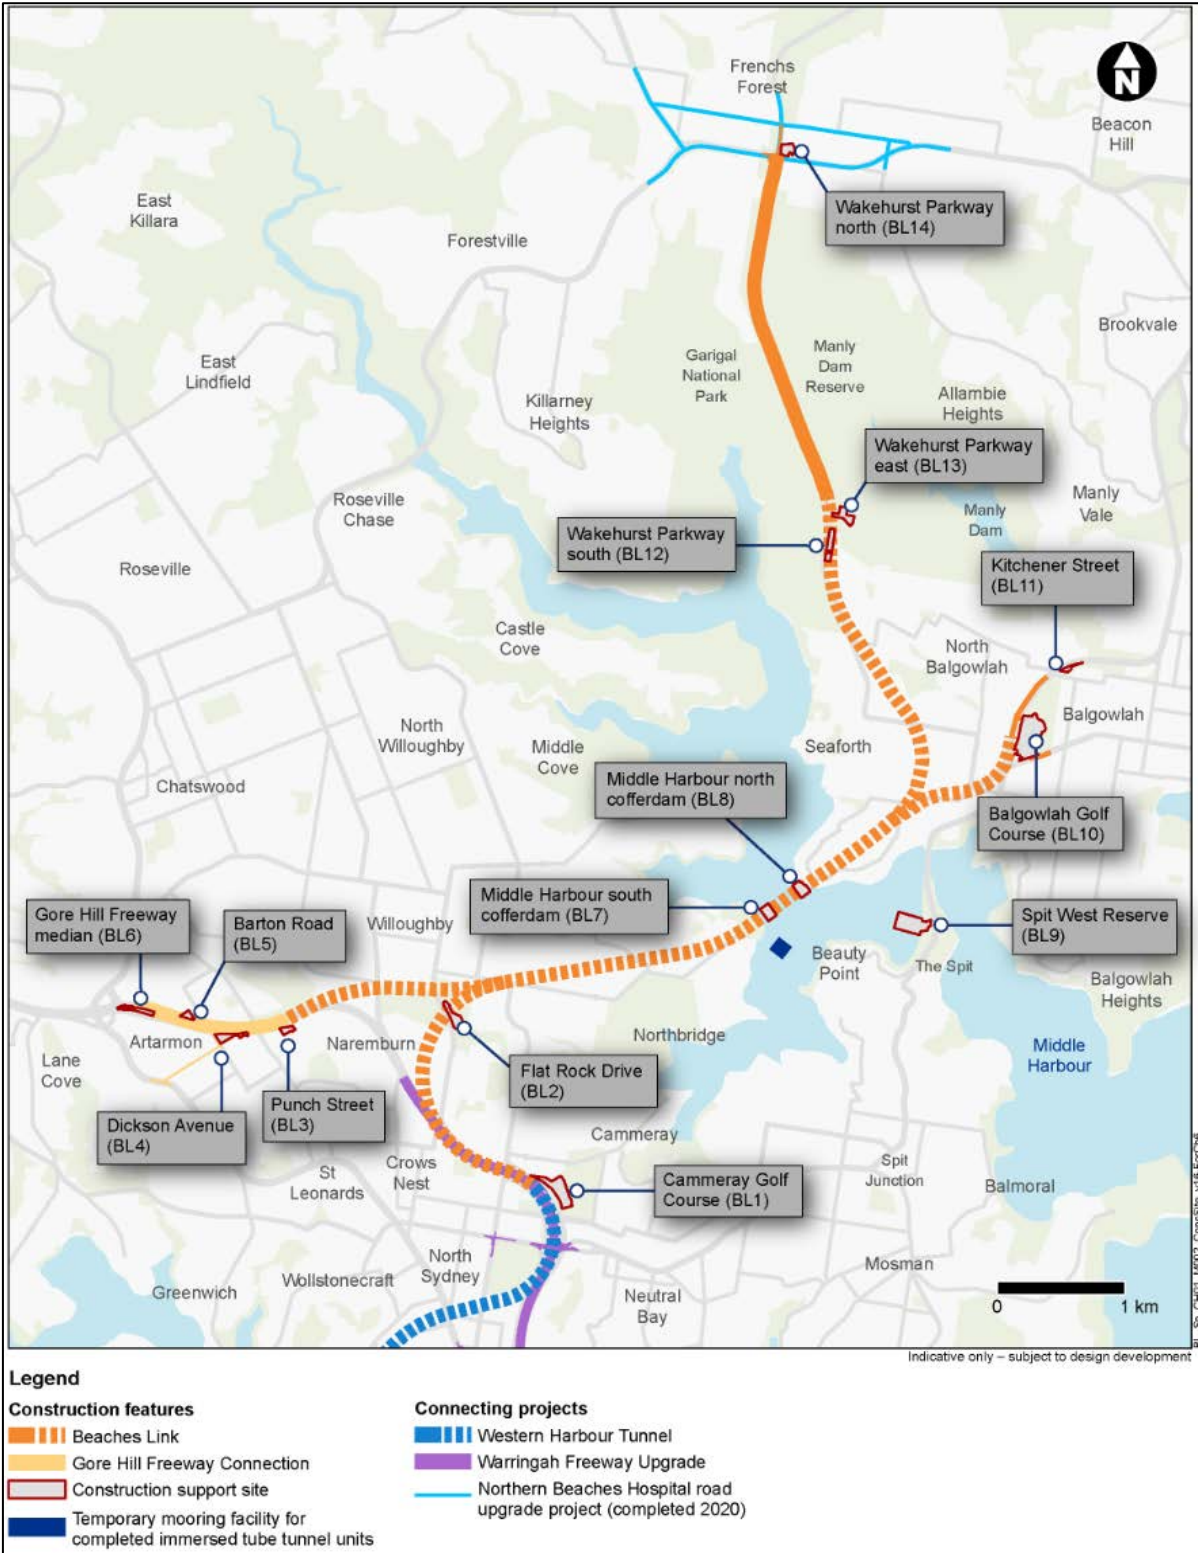 Frenchs
Forest
N
Beacon
Hill
East
Killara
Wakehurst Parkway
north (BL14)
Forestville
Brookvale
Manly
Dam
Reserve
Garigal
National
Park
East
Lindfield
Killarney
Heights
Allambie
Heights
Wakehurst Parkway
east (BL13)
Roseville
Chase
Manly
Vale
Manly
Dam
Wakehurst Parkway
south (BL12)
Kitchener Street
(BL11)
Roseville
Castle
Cove
North
Balgowlah
Balgowlah
North
Willoughby
Middle
Cove
Seaforth
Chatswood
Middle Harbour north
cofferdam (BL8)
Balgowlah Golf
Course (BL10)
Middle Harbour south
cofferdam (BL7)
Gore Hill Freeway
median (BL6)
Barton Road
(BL5)
Willoughby
Spit West Reserve
(BL9)
Beauty
Point
The Spit
Balgowlah
Heights
Artarmon
Naremburn
Northbridge
Middle
Harbour
Lane
Cove
Flat Rock Drive
(BL2)
Dickson Avenue
(BL4)
Punch Street
(BL3)
Cammeray
Crows
Nest
St
Leonards
Cammeray Golf
Course (BL1)
Spit
Junction
Balmoral
North
Sydney
Wollstonecraft
Greenwich
Neutral
Bay
Mosman
0 1 km
Indicative only – subject to design development
Legend
Construction features
Beaches Link
Gore Hill Freeway Connection
Construction support site
Temporary mooring facility for
completed immersed tube tunnel units
Connecting projects
Western Harbour Tunnel
Warringah Freeway Upgrade
Northern Beaches Hospital road
upgrade project (completed 2020)